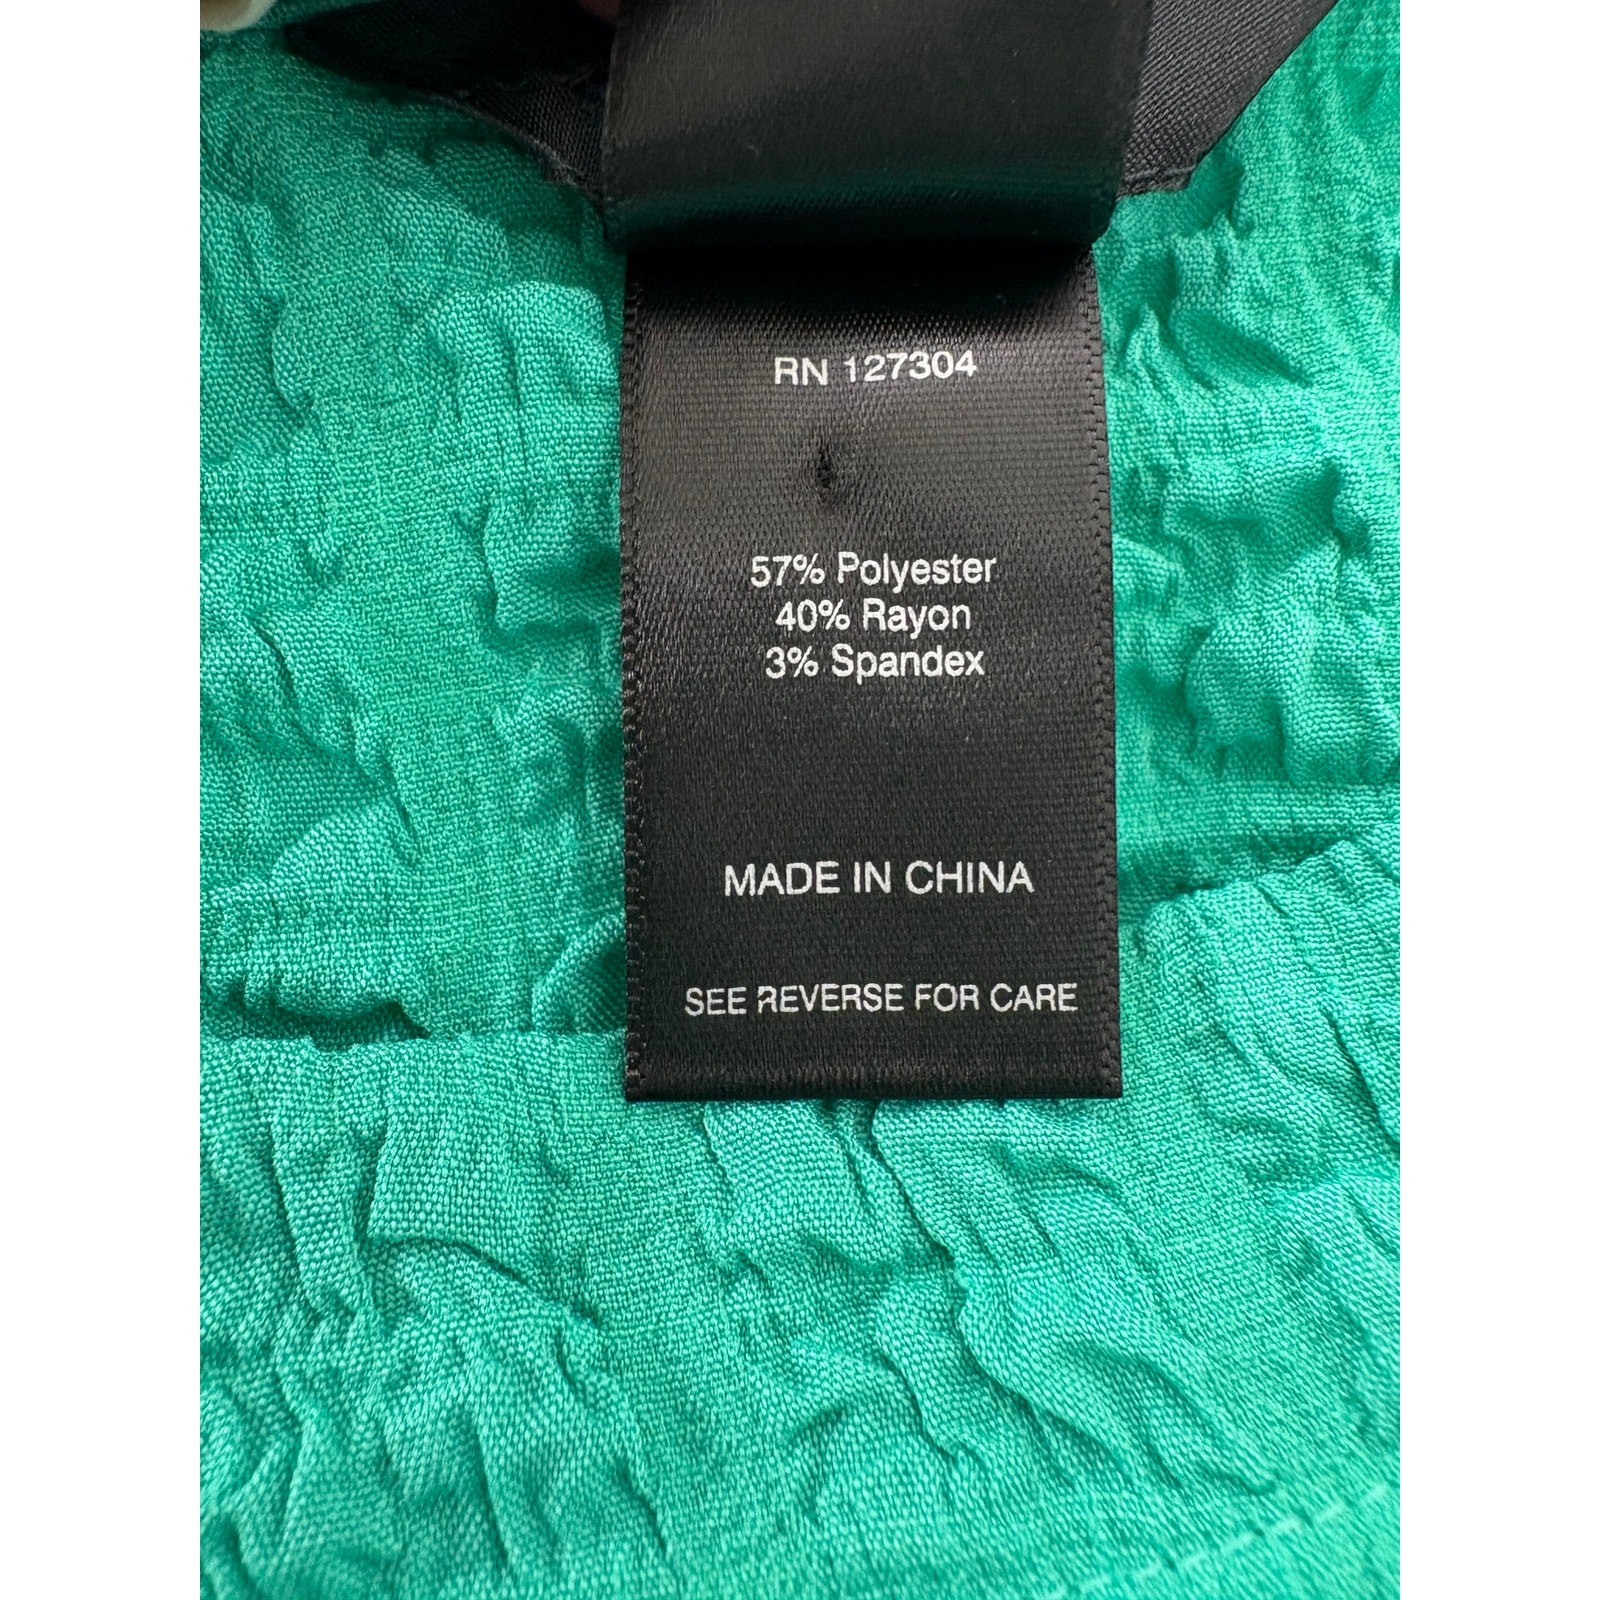 RN 127304
57% Polyester
40% Rayon
3% Spandex
MADE IN CHINA
SEE REVERSE FOR CARE